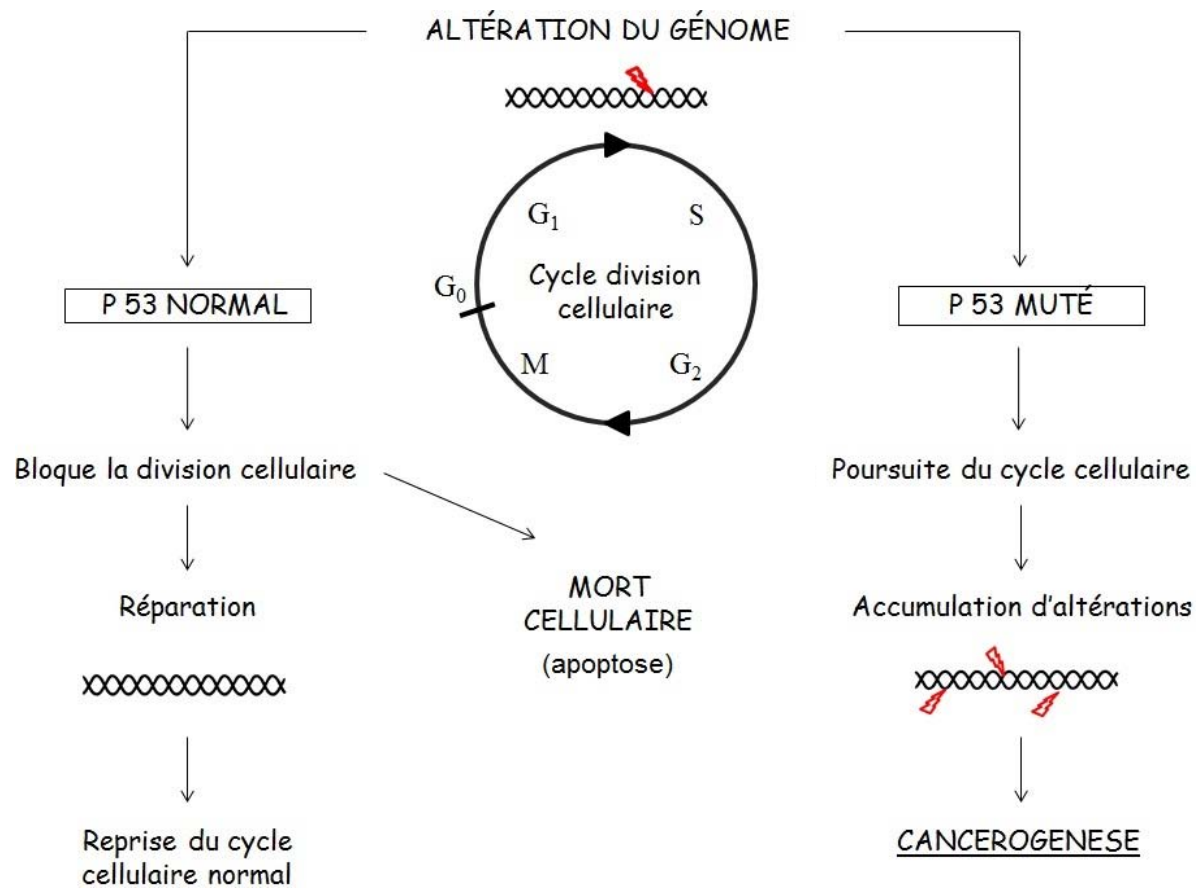 ALTÉRATION DU GÉNOME
G₁
S
Cycle division
cellulaire
G₀
M
G₂
P 53 NORMAL
Bloque la division cellulaire
Réparation
Reprise du cycle
cellulaire normal
MORT
CELLULAIRE
(apoptose)
P 53 MUTÉ
Poursuite du cycle cellulaire
Accumulation d'altérations
CANCEROGENESE